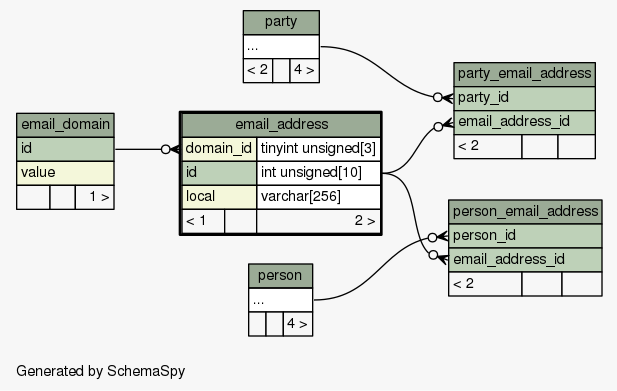 party
...
< 2 4 >
party_email_address
party_id
email_address_id
< 2
email_domain
id
value
1 >
email_address
domain_id tinyint unsigned[3]
id int unsigned[10]
local varchar[256]
< 1 2 >
person_email_address
person_id
email_address_id
< 2
person
...
4 >
Generated by SchemaSpy